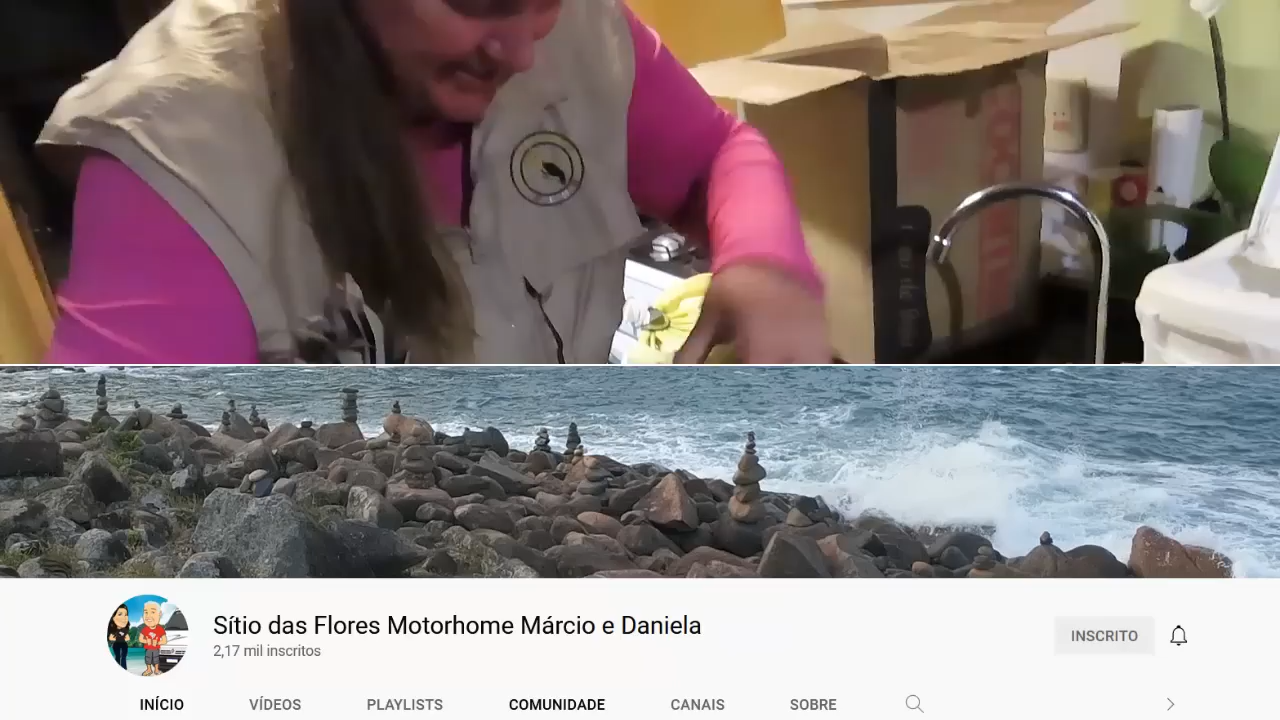 Sítio das Flores Motorhome Márcio e Daniela
2,17 mil inscritos
INSCRITO
INÍCIO VÍDEOS PLAYLISTS COMUNIDADE CANAIS SOBRE